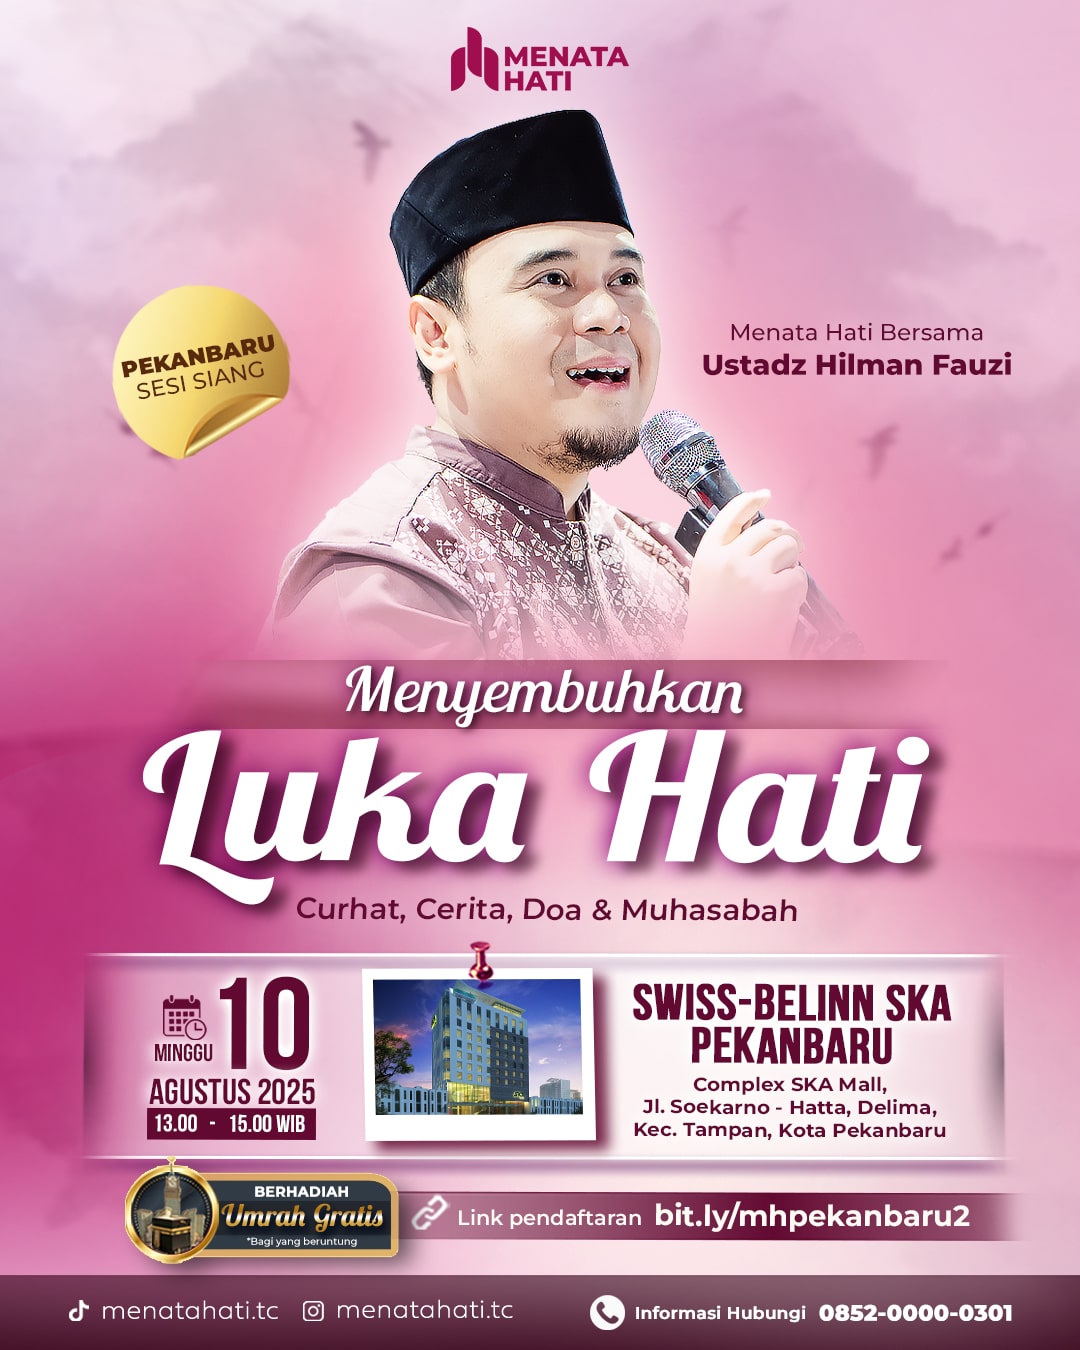 MENATA
HATI
PEKANBARU
SESI SIANG
Menata Hati Bersama
Ustadz Hilman Fauzi
Menyembuhkan
Luka Hati
Curhat, Cerita, Doa & Muhasabah
MINGGU 10
AGUSTUS 2025
13.00 - 15.00 WIB
SWISS-BELINN SKA
PEKANBARU
Complex SKA Mall,
Jl. Soekarno - Hatta, Delima,
Kec. Tampan, Kota Pekanbaru
BERHADIAH
Umrah Gratis
*Bagi yang beruntung
Link pendaftaran bit.ly/mhpekanbaru2
menatahati.tc menatahati.tc Informasi Hubungi 0852-0000-0301